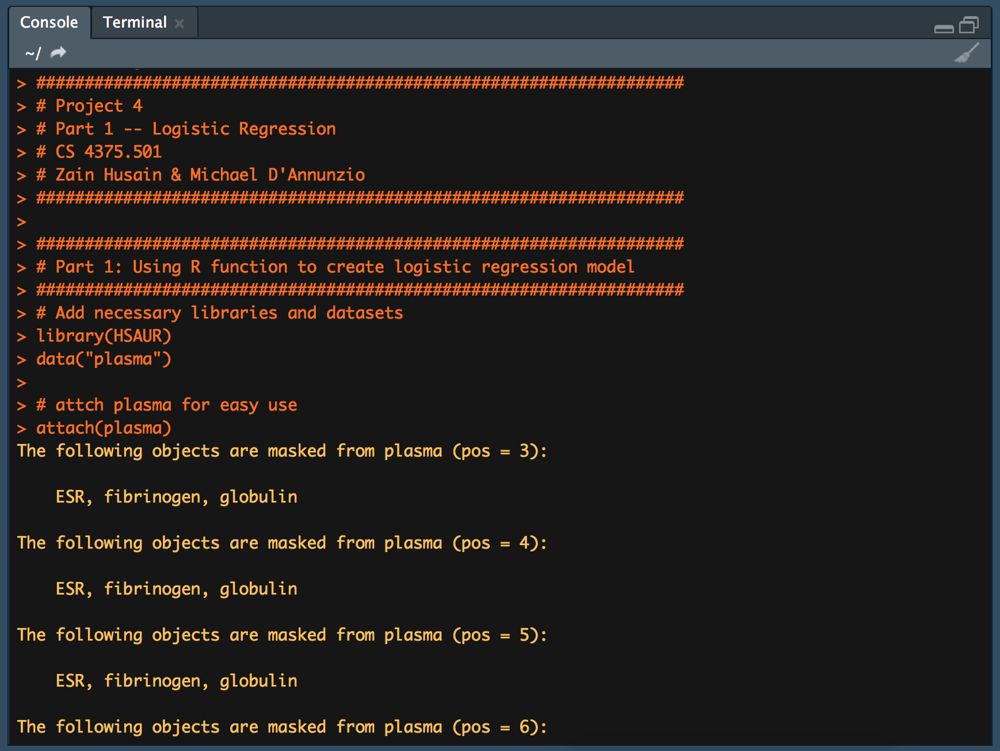 Console Terminal ×
~/
> ###################################################################
> # Project 4
> # Part 1 -- Logistic Regression
> # CS 4375.501
> # Zain Husain & Michael D'Annunzio
> ###################################################################
>
> ###################################################################
> # Part 1: Using R function to create logistic regression model
> ###################################################################
> # Add necessary libraries and datasets
> library(HSAUR)
> data("plasma")
>
> # attch plasma for easy use
> attach(plasma)
The following objects are masked from plasma (pos = 3):
ESR, fibrinogen, globulin
The following objects are masked from plasma (pos = 4):
ESR, fibrinogen, globulin
The following objects are masked from plasma (pos = 5):
ESR, fibrinogen, globulin
The following objects are masked from plasma (pos = 6):